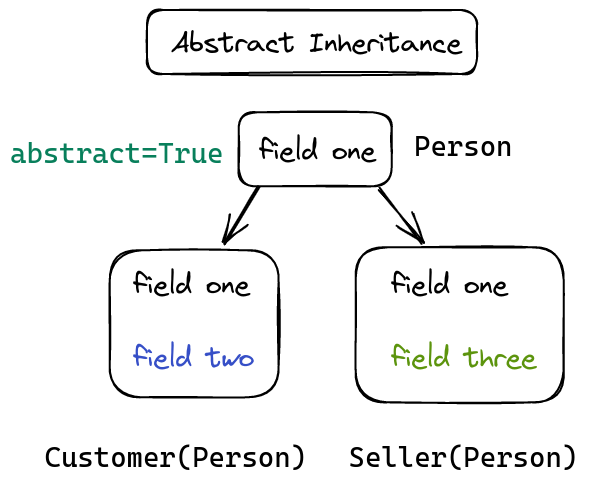 Abstract Inheritance
abstract=True
field one
Person
field one
field two
field one
field three
Customer(Person)
Seller(Person)